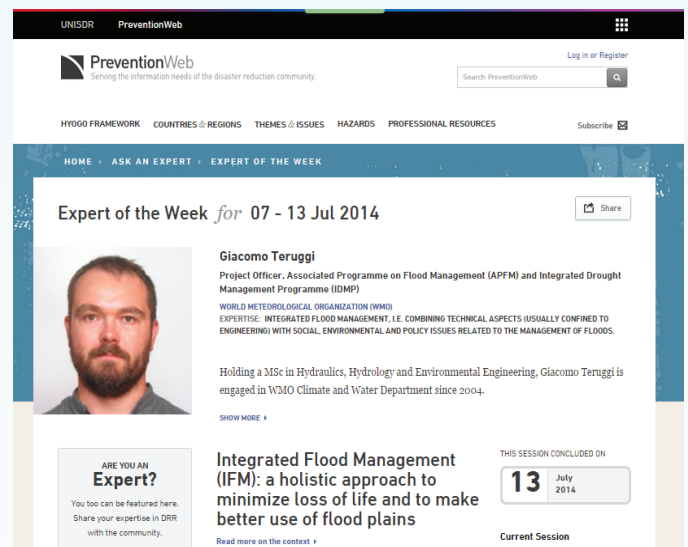 UNISDR PreventionWeb
Log in or Register
PreventionWeb
Serving the information needs of the disaster reduction community.
Search PreventionWeb
HYOGO FRAMEWORK COUNTRIES & REGIONS THEMES & ISSUES HAZARDS PROFESSIONAL RESOURCES Subscribe
HOME › ASK AN EXPERT › EXPERT OF THE WEEK
Expert of the Week for 07 - 13 Jul 2014
Share
Giacomo Teruggi
Project Officer, Associated Programme on Flood Management (APFM) and Integrated Drought
Management Programme (IDMP)
WORLD METEOROLOGICAL ORGANIZATION (WMO)
EXPERTISE: INTEGRATED FLOOD MANAGEMENT, I.E. COMBINING TECHNICAL ASPECTS (USUALLY CONFINED TO
ENGINEERING) WITH SOCIAL, ENVIRONMENTAL AND POLICY ISSUES RELATED TO THE MANAGEMENT OF FLOODS.
Holding a MSc in Hydraulics, Hydrology and Environmental Engineering, Giacomo Teruggi is
engaged in WMO Climate and Water Department since 2004.
SHOW MORE
ARE YOU AN
Expert?
You too can be featured here.
Share your expertise in DRR
with the community.
Integrated Flood Management
(IFM): a holistic approach to
minimize loss of life and to make
better use of flood plains
Read more on the context
THIS SESSION CONCLUDED ON
13 July
2014
Current Session